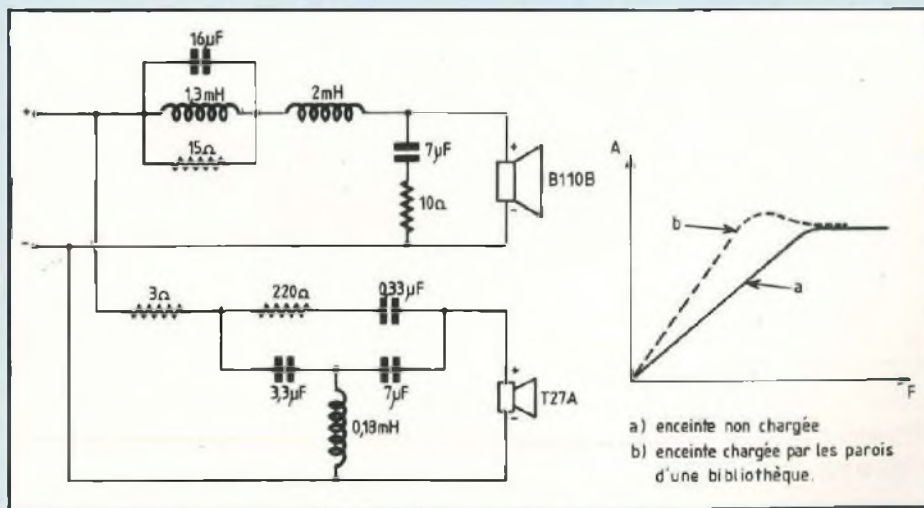 16µF
1,3mH
2mH
15Ω
+
-
7µF
10Ω
+
-
B110B
3Ω
220Ω
0,33µF
3,3µF
7µF
0,18mH
+
-
T27A
A
b
a
F
a) enceinte non chargée
b) enceinte chargée par les parois
d'une bibliothèque.